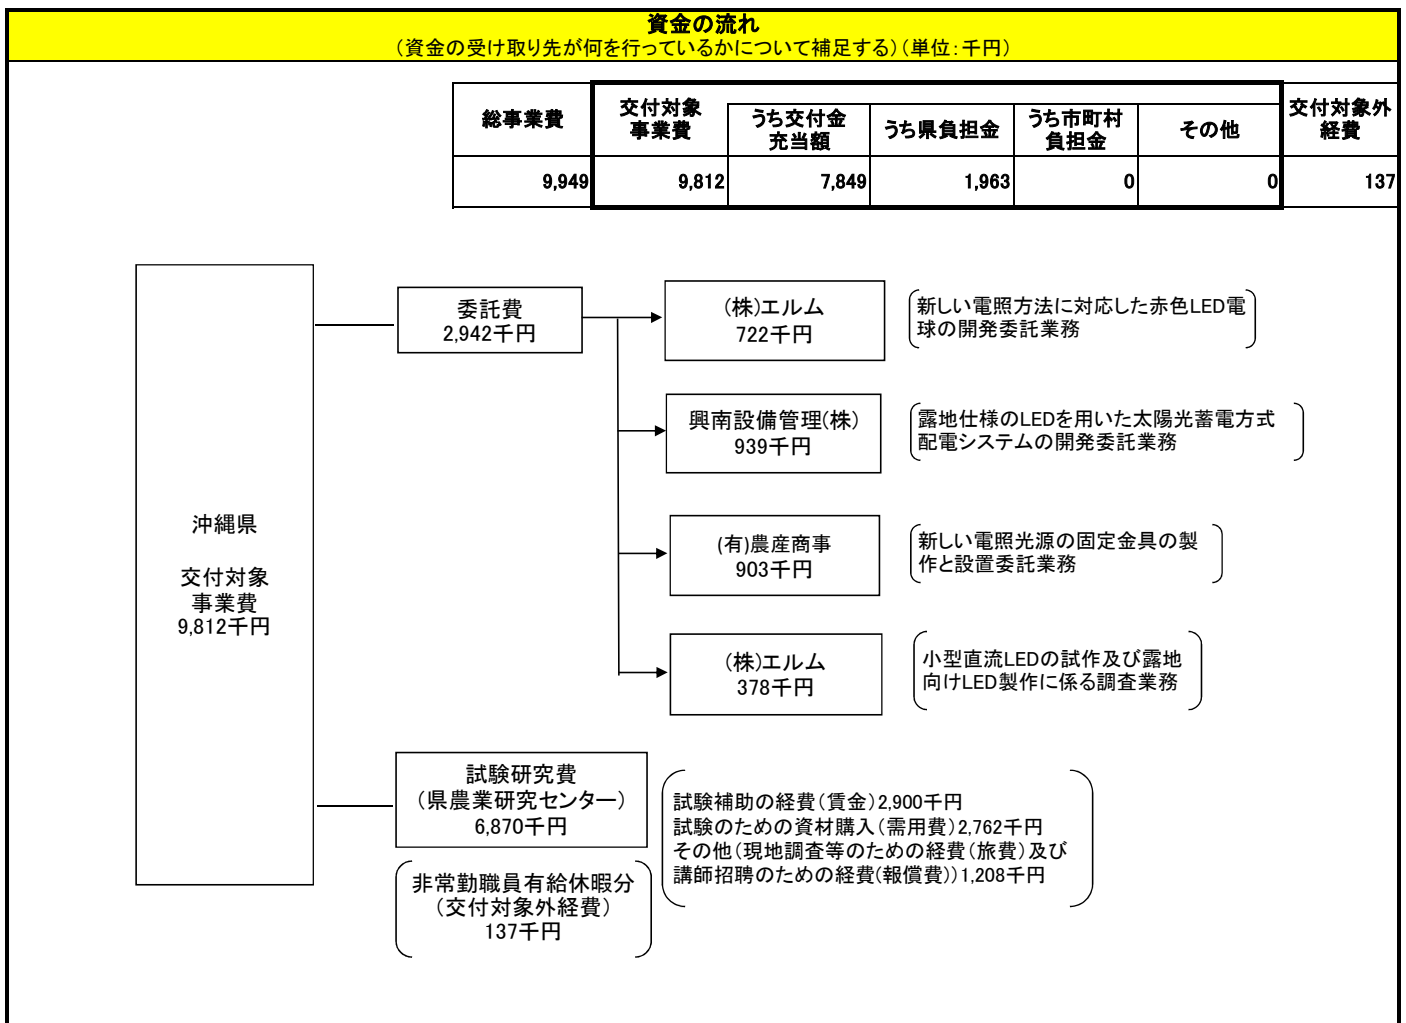 資金の流れ
（資金の受け取り先が何を行っているかについて補足する）（単位：千円）
総事業費
交付対象
事業費
うち交付金
充当額
うち県負担金
うち市町村
負担金
その他
交付対象外
経費
9,949
9,812
7,849
1,963
0
0
137
委託費
2,942千円
(株)エルム
722千円
新しい電照方法に対応した赤色LED電
球の開発委託業務
興南設備管理(株)
939千円
露地仕様のLEDを用いた太陽光蓄電方式
配電システムの開発委託業務
沖縄県
交付対象
事業費
9,812千円
(有)農産商事
903千円
新しい電照光源の固定金具の製
作と設置委託業務
(株)エルム
378千円
小型直流LEDの試作及び露地
向けLED製作に係る調査業務
試験研究費
（県農業研究センター）
6,870千円
試験補助の経費（賃金）2,900千円
試験のための資材購入（需用費）2,762千円
その他（現地調査等のための経費（旅費）及び
講師招聘のための経費(報償費））1,208千円
非常勤職員有給休暇分
（交付対象外経費）
137千円